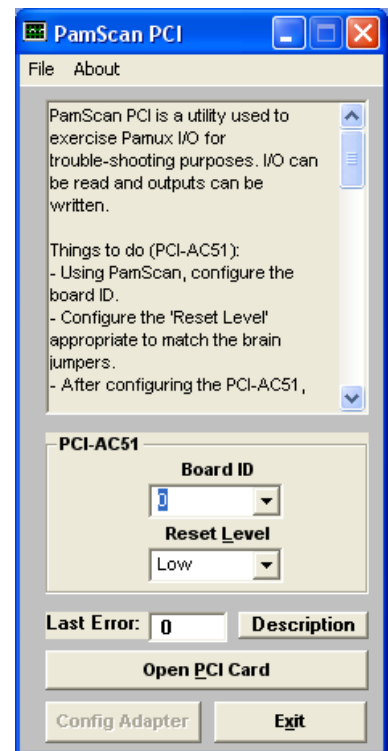 PamScan PCI
File About
PamScan PCI is a utility used to
exercise Pamux I/O for
trouble-shooting purposes. I/O can
be read and outputs can be
written.
Things to do (PCI-AC51):
- Using PamScan, configure the
board ID.
- Configure the 'Reset Level'
appropriate to match the brain
jumpers.
- After configuring the PCI-AC51,
PCI-AC51
Board ID
0
Reset Level
Low
Last Error: 0 Description
Open PCI Card
Config Adapter Exit